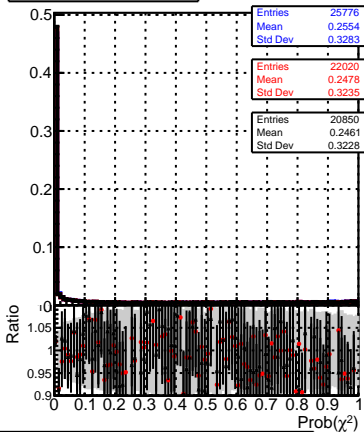 0.5
Entries 25776
Mean 0.2554
Std Dev 0.3283
0.4
Entries 22020
Mean 0.2478
Std Dev 0.3235
0.3
Entries 20850
Mean 0.2461
Std Dev 0.3228
0.2
0.1
0
Ratio
1.05
1
0.95
0.9
0 0.1 0.2 0.3 0.4 0.5 0.6 0.7 0.8 0.9 1
Prob(χ²)